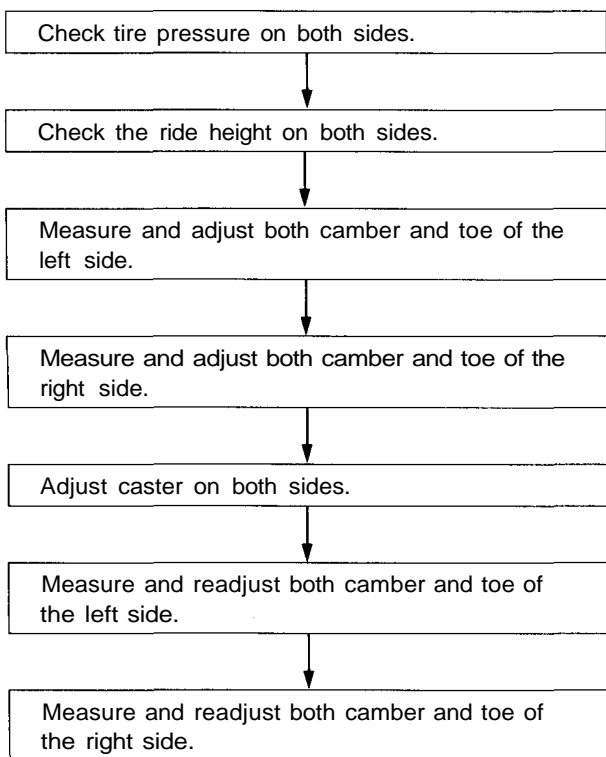 Check tire pressure on both sides.
Check the ride height on both sides.
Measure and adjust both camber and toe of the
left side.
Measure and adjust both camber and toe of the
right side.
Adjust caster on both sides.
Measure and readjust both camber and toe of
the left side.
Measure and readjust both camber and toe of
the right side.